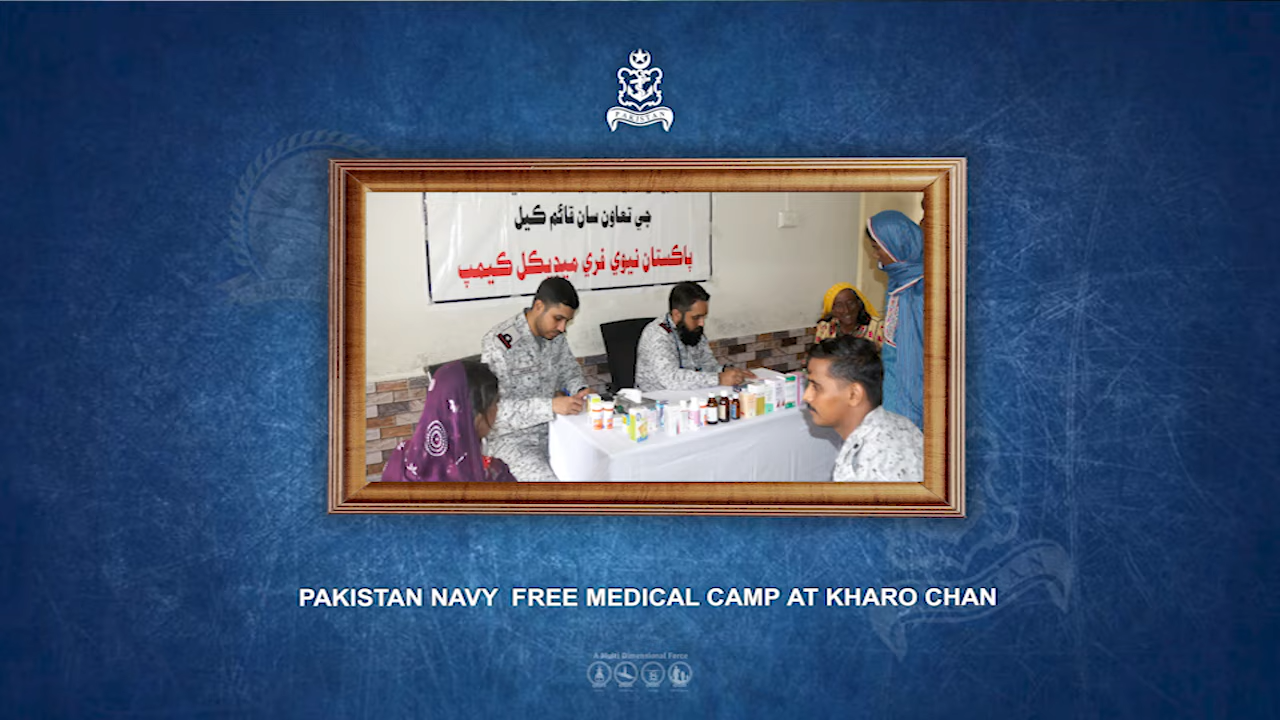 PAKISTAN
جي تعاون سان قائم ڪيل
پاڪستان نيوي فري ميڊيڪل ڪيمپ
PAKISTAN NAVY FREE MEDICAL CAMP AT KHARO CHAN
A Multi Dimensional Force